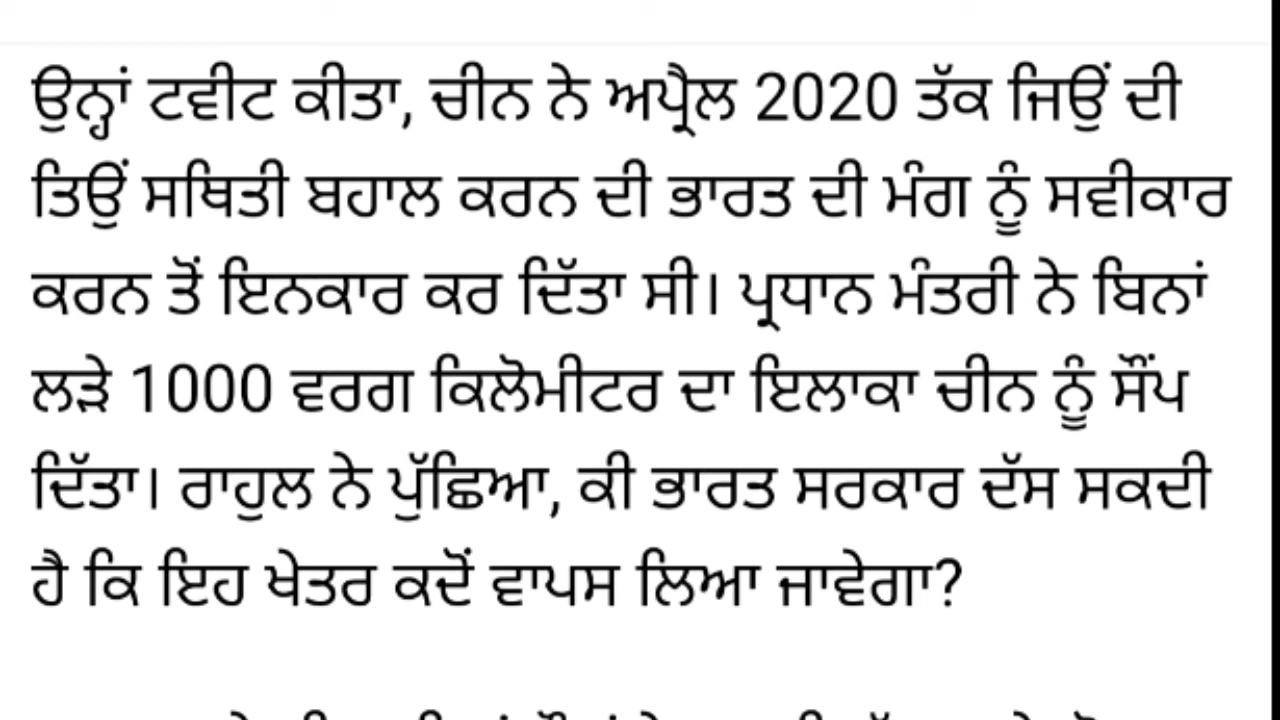 ਉਨ੍ਹਾਂ ਟਵੀਟ ਕੀਤਾ, ਚੀਨ ਨੇ ਅਪ੍ਰੈਲ 2020 ਤੱਕ ਜਿਉਂ ਦੀ
ਤਿਉਂ ਸਥਿਤੀ ਬਹਾਲ ਕਰਨ ਦੀ ਭਾਰਤ ਦੀ ਮੰਗ ਨੂੰ ਸਵੀਕਾਰ
ਕਰਨ ਤੋਂ ਇਨਕਾਰ ਕਰ ਦਿੱਤਾ ਸੀ। ਪ੍ਰਧਾਨ ਮੰਤਰੀ ਨੇ ਬਿਨਾਂ
ਲੜੇ 1000 ਵਰਗ ਕਿਲੋਮੀਟਰ ਦਾ ਇਲਾਕਾ ਚੀਨ ਨੂੰ ਸੌਂਪ
ਦਿੱਤਾ। ਰਾਹੁਲ ਨੇ ਪੁੱਛਿਆ, ਕੀ ਭਾਰਤ ਸਰਕਾਰ ਦੱਸ ਸਕਦੀ
ਹੈ ਕਿ ਇਹ ਖੇਤਰ ਕਦੋਂ ਵਾਪਸ ਲਿਆ ਜਾਵੇਗਾ?